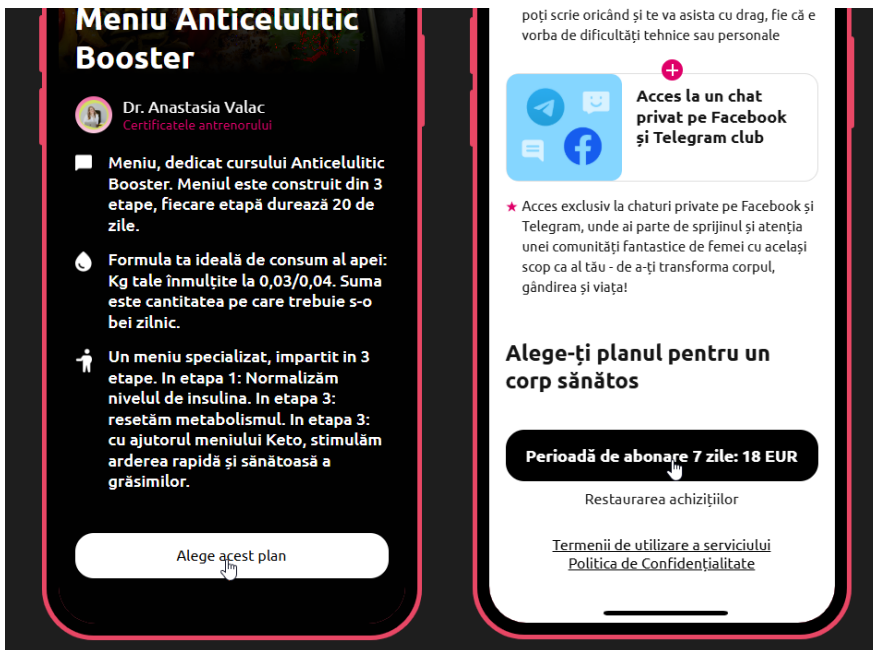 Meniu Anticelulitic
Booster
Dr. Anastasia Valac
Certificatele antrenorului
Meniu, dedicat cursului Anticelulitic
Booster. Meniul este construit din 3
etape, fiecare etapă durează 20 de
zile.
Formula ta ideală de consum al apei:
Kg tale înmulțite la 0,03/0,04. Suma
este cantitatea pe care trebuie s-o
bei zilnic.
Un meniu specializat, impartit in 3
etape. In etapa 1: Normalizăm
nivelul de insulina. In etapa 3:
resetăm metabolismul. In etapa 3:
cu ajutorul meniului Keto, stimulăm
arderea rapidă și sănătoasă a
grăsimilor.
Alege acest plan
poți scrie oricând și te va asista cu drag, fie că e
vorba de dificultăți tehnice sau personale
Acces la un chat
privat pe Facebook
și Telegram club
Acces exclusiv la chaturi private pe Facebook și
Telegram, unde ai parte de sprijinul și atenția
unei comunități fantastice de femei cu același
scop ca al tău - de a-ți transforma corpul,
gândirea și viața!
Alege-ți planul pentru un
corp sănătos
Perioadă de abonare 7 zile: 18 EUR
Restaurarea achizițiilor
Termenii de utilizare a serviciului
Politica de Confidențialitate